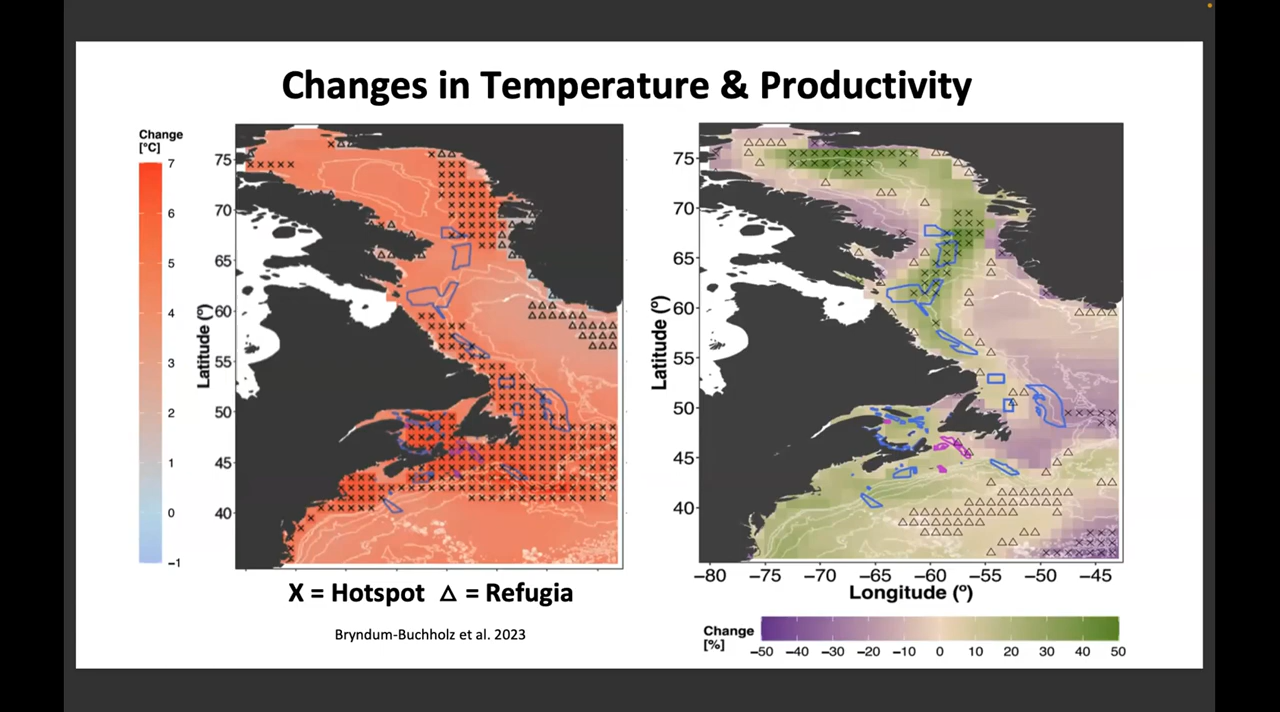 Changes in Temperature & Productivity
Change
[°C]
7
6
5
4
3
2
1
0
−1
Latitude (°)
75
70
65
60
55
50
45
40
X = Hotspot △ = Refugia
Bryndum-Buchholz et al. 2023
Latitude (°)
75
70
65
60
55
50
45
40
−80 −75 −70 −65 −60 −55 −50 −45
Longitude (°)
Change
[%]
−50 −40 −30 −20 −10 0 10 20 30 40 50